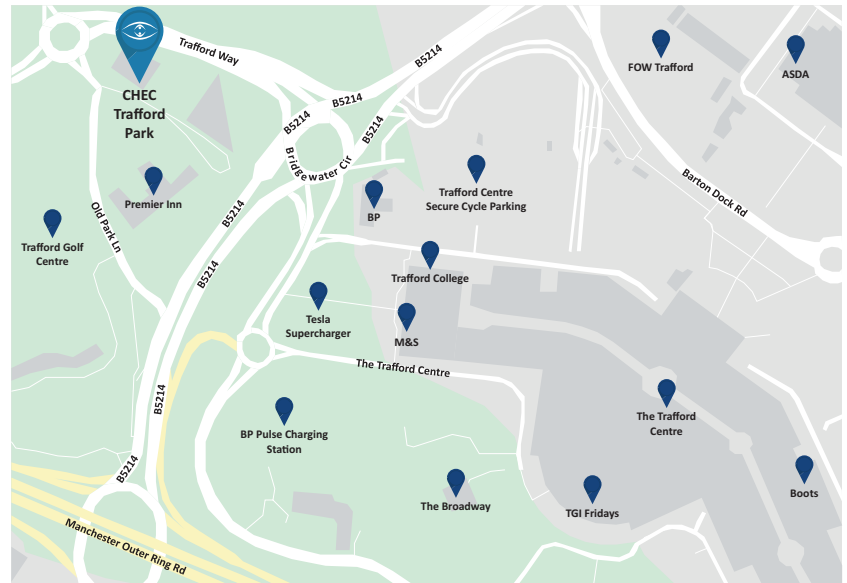 Trafford Way
B5214
B5214
B5214
B5214
FOW Trafford
ASDA
CHEC
Trafford
Park
Bridgewater Cir
Premier Inn
Old Park Ln
Trafford Golf
Centre
B5214
B5214
BP
Trafford Centre
Secure Cycle Parking
Barton Dock Rd
Trafford College
Tesla
Supercharger
M&S
The Trafford Centre
B5214
BP Pulse Charging
Station
The Trafford
Centre
B5214
The Broadway
TGI Fridays
Boots
Manchester Outer Ring Rd